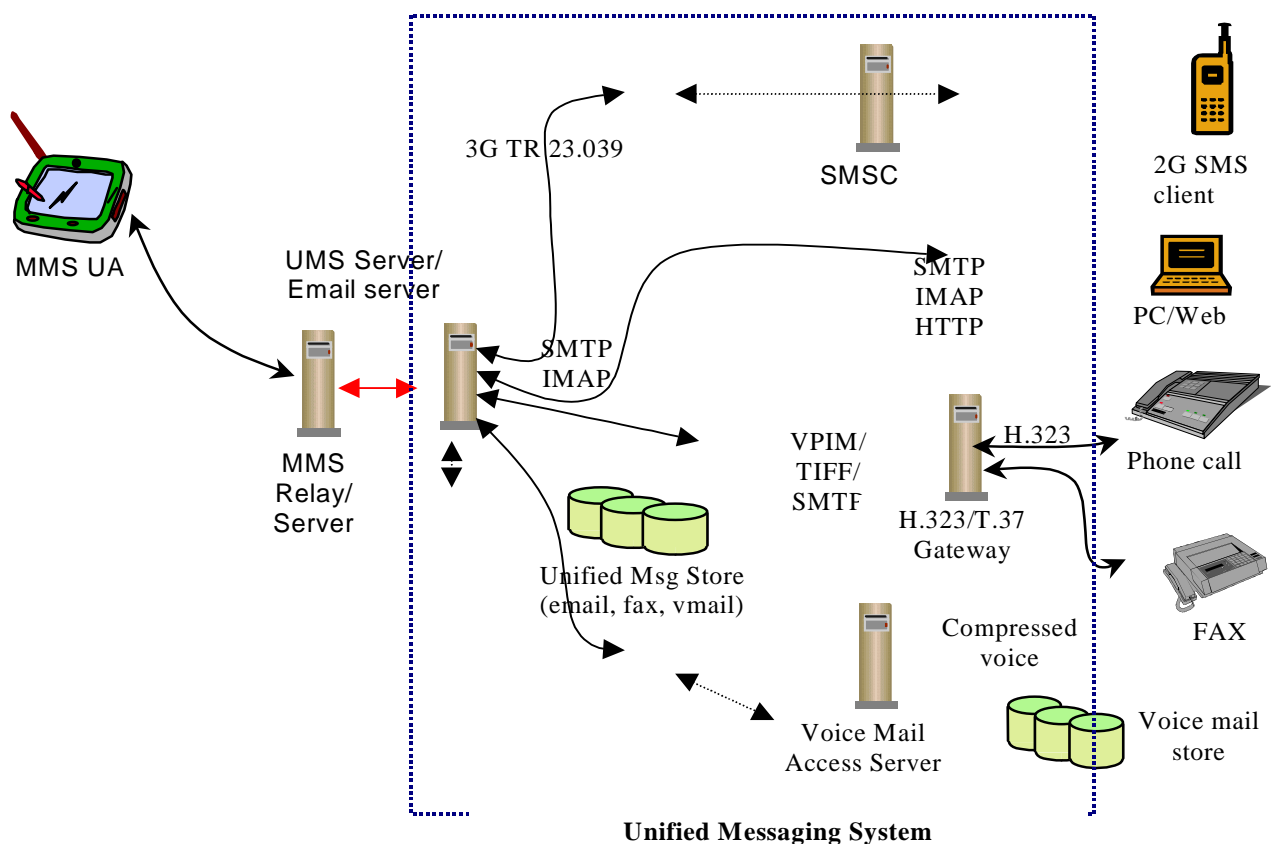 3G TR 23.039
SMSC
2G SMS
client
MMS UA
UMS Server/
Email server
SMTP
IMAP
HTTP
PC/Web
SMTP
IMAP
MMS
Relay/
Server
VPIM/
TIFF/
SMTP
H.323
Phone call
H.323/T.37
Gateway
Unified Msg Store
(email, fax, vmail)
FAX
Compressed
voice
Voice Mail
Access Server
Voice mail
store
Unified Messaging System